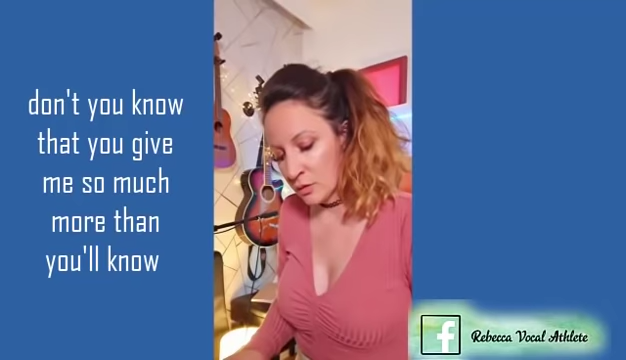 don't you know
that you give
me so much
more than
you'll know
f Rebecca Vocal Athlete